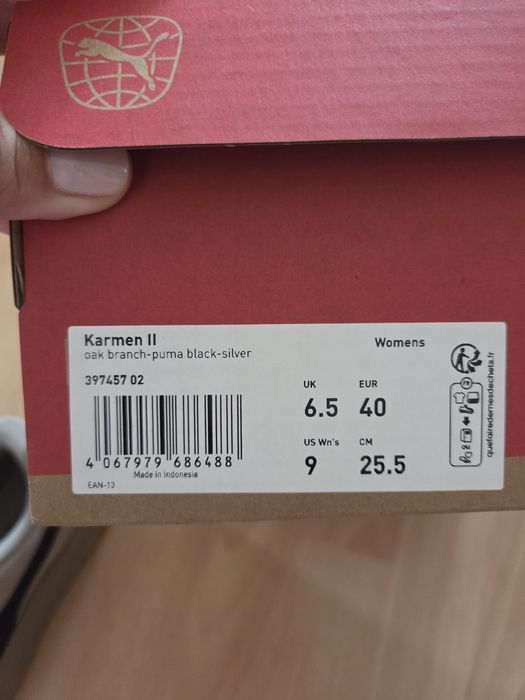 Karmen II
oak branch-puma black-silver
Womens
397457 02
UK
EUR
6.5
40
US Wn's
CM
9
25.5
4 067979 686488
Made in Indonesia
EAN-13
FR
quefairedemesdechets.fr